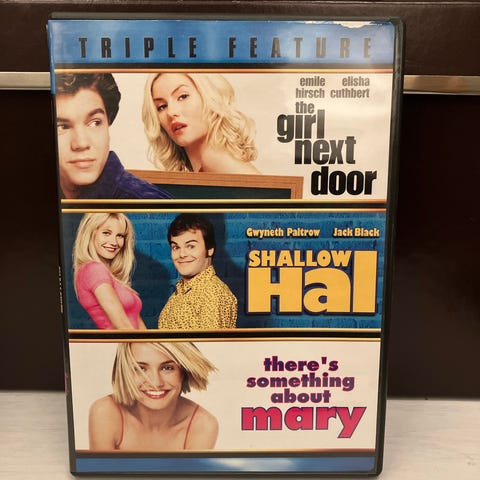 TRIPLE FEATURE
emile elisha
hirsch cuthbert
the
girl
next
door
Gwyneth Paltrow Jack Black
SHALLOW
Hal
there's
something
about
mary